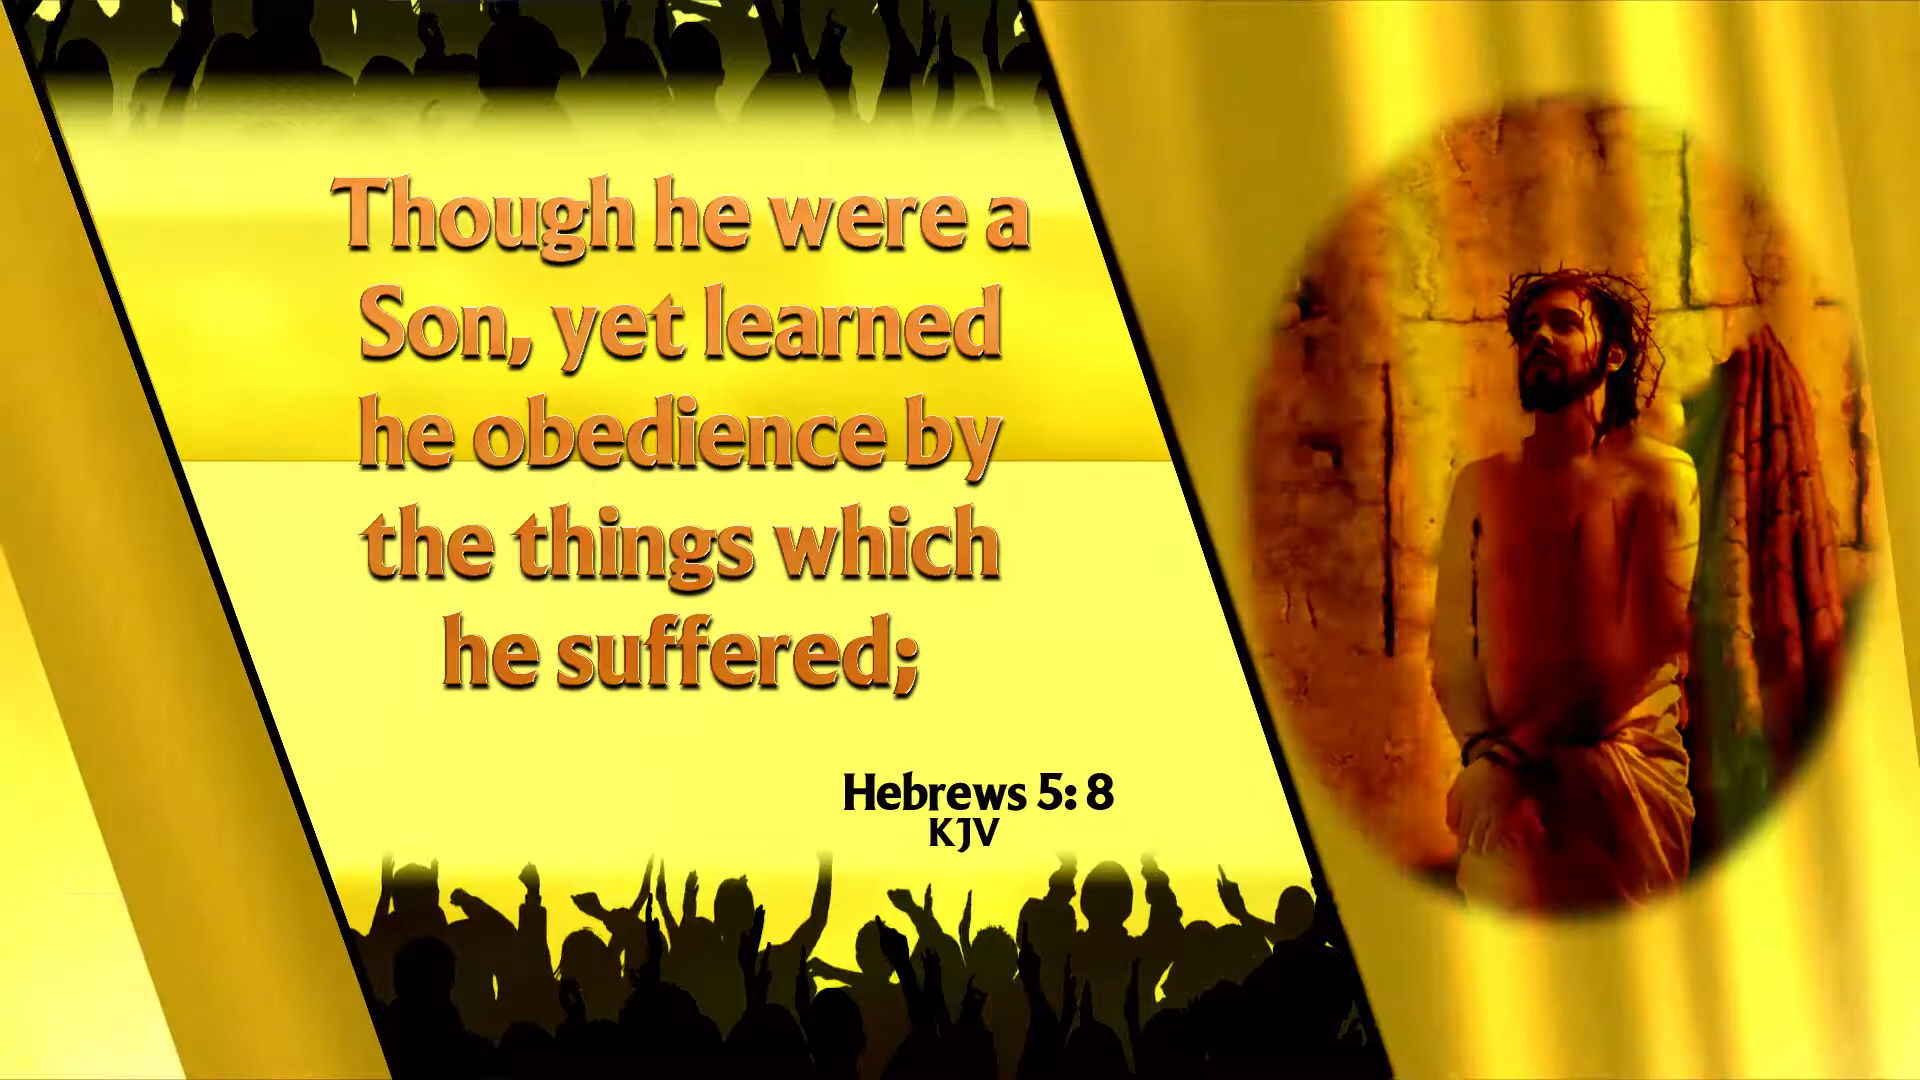 Though he were a
Son, yet learned
he obedience by
the things which
he suffered;
Hebrews 5: 8
KJV